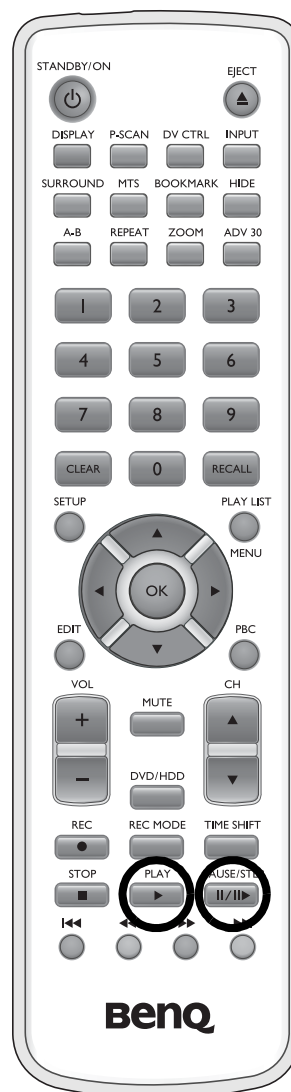 STANDBY/ON EJECT
DISPLAY P-SCAN DV CTRL INPUT
SURROUND MTS BOOKMARK HIDE
A-B REPEAT ZOOM ADV 30
1 2 3
4 5 6
7 8 9
CLEAR 0 RECALL
SETUP PLAY LIST
MENU
OK
EDIT PBC
VOL CH
MUTE
+
−
DVD/HDD
REC REC MODE TIME SHIFT
STOP PLAY AUSE/STE
BenQ